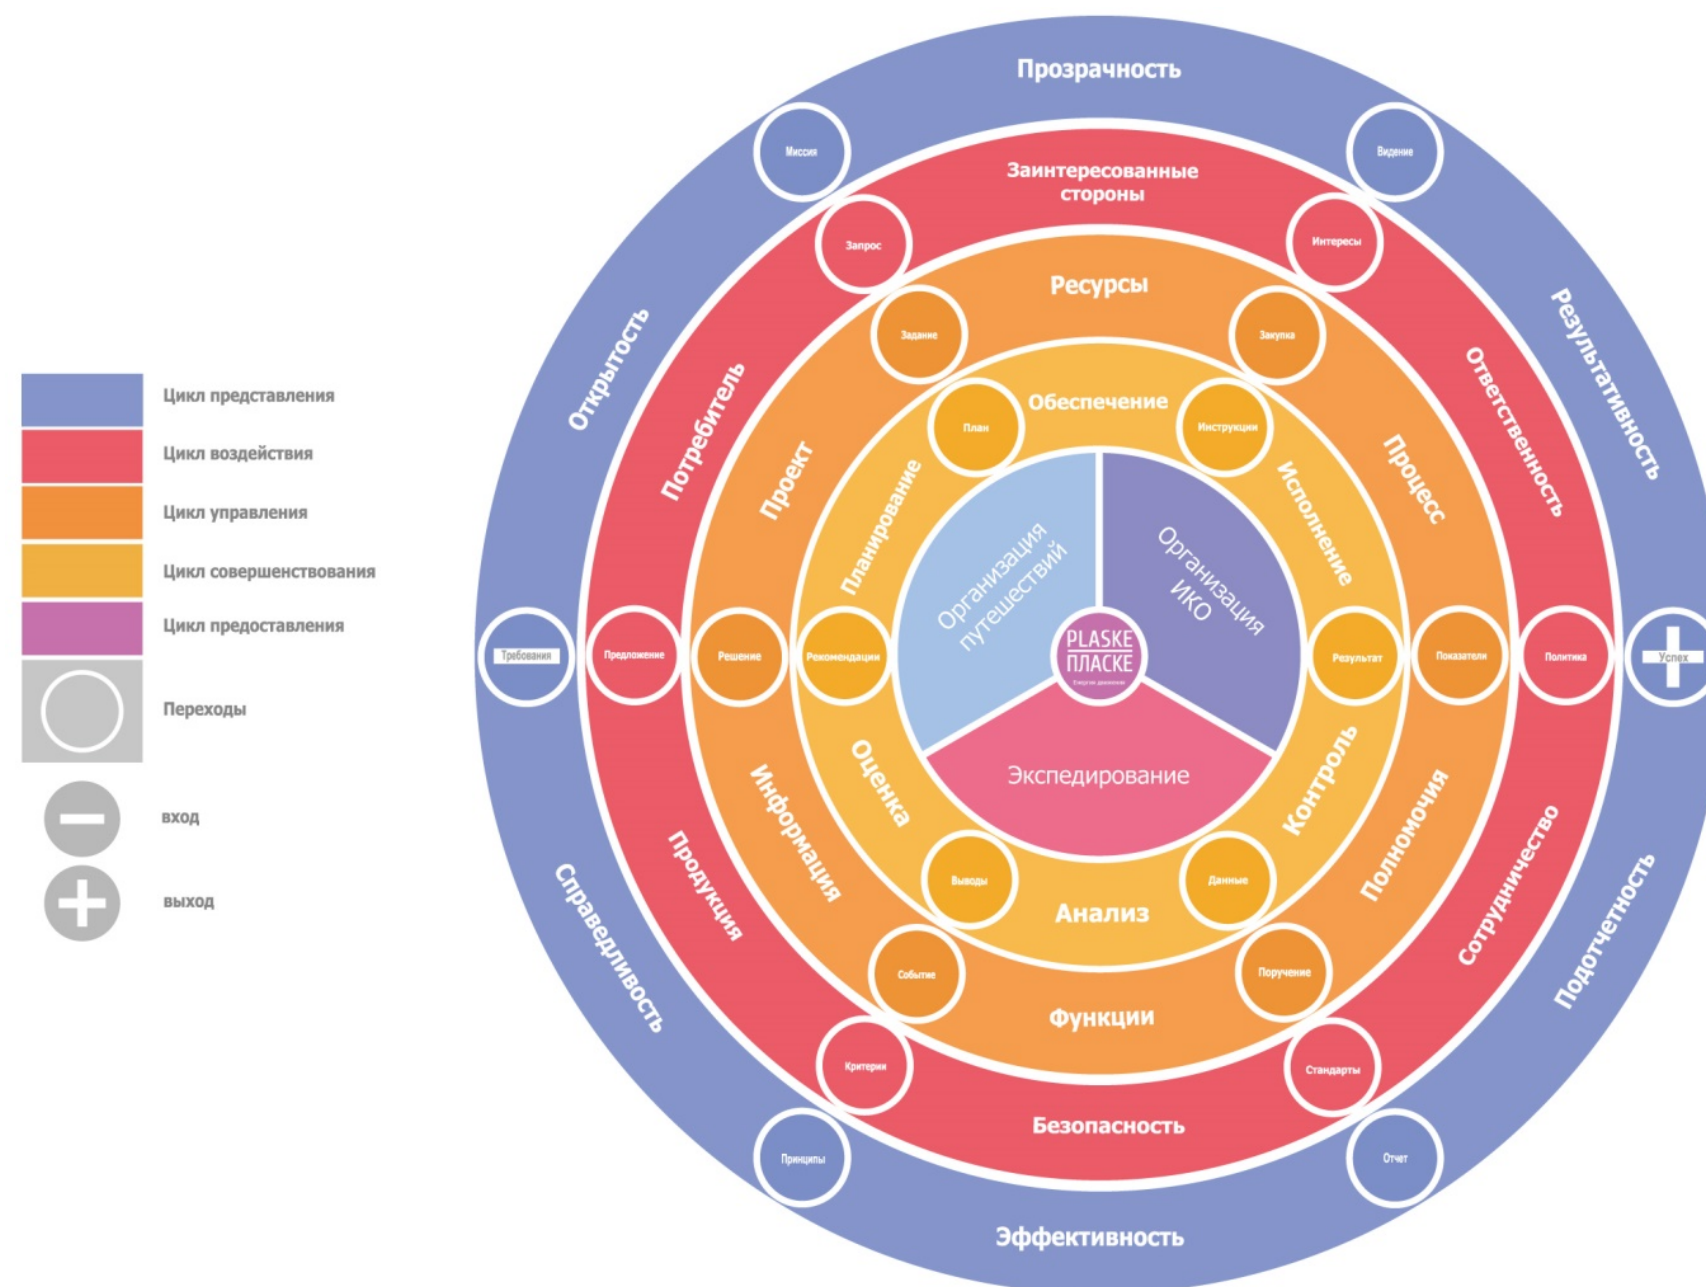 Цикл представления
Цикл воздействия
Цикл управления
Цикл совершенствования
Цикл предоставления
Переходы
вход
выход
Прозрачность
Миссия
Видение
Открытость
Результативность
Требования
Успех
Справедливость
Подотчетность
Принципы
Отчет
Эффективность
Заинтересованные
стороны
Запрос
Интересы
Потребитель
Ответственность
Предложение
Политика
Продукция
Сотрудничество
Критерии
Стандарты
Безопасность
Ресурсы
Задание
Закупка
Проект
Процесс
Решение
Показатели
Информация
Полномочия
Событие
Поручение
Функции
Обеспечение
План
Инструкции
Планирование
Исполнение
Рекомендации
Результат
Оценка
Контроль
Выводы
Данные
Анализ
Организация
путешествий
Организация
ИКО
Экспедирование
PLASKE
ПЛАСКЕ
Енергия движения